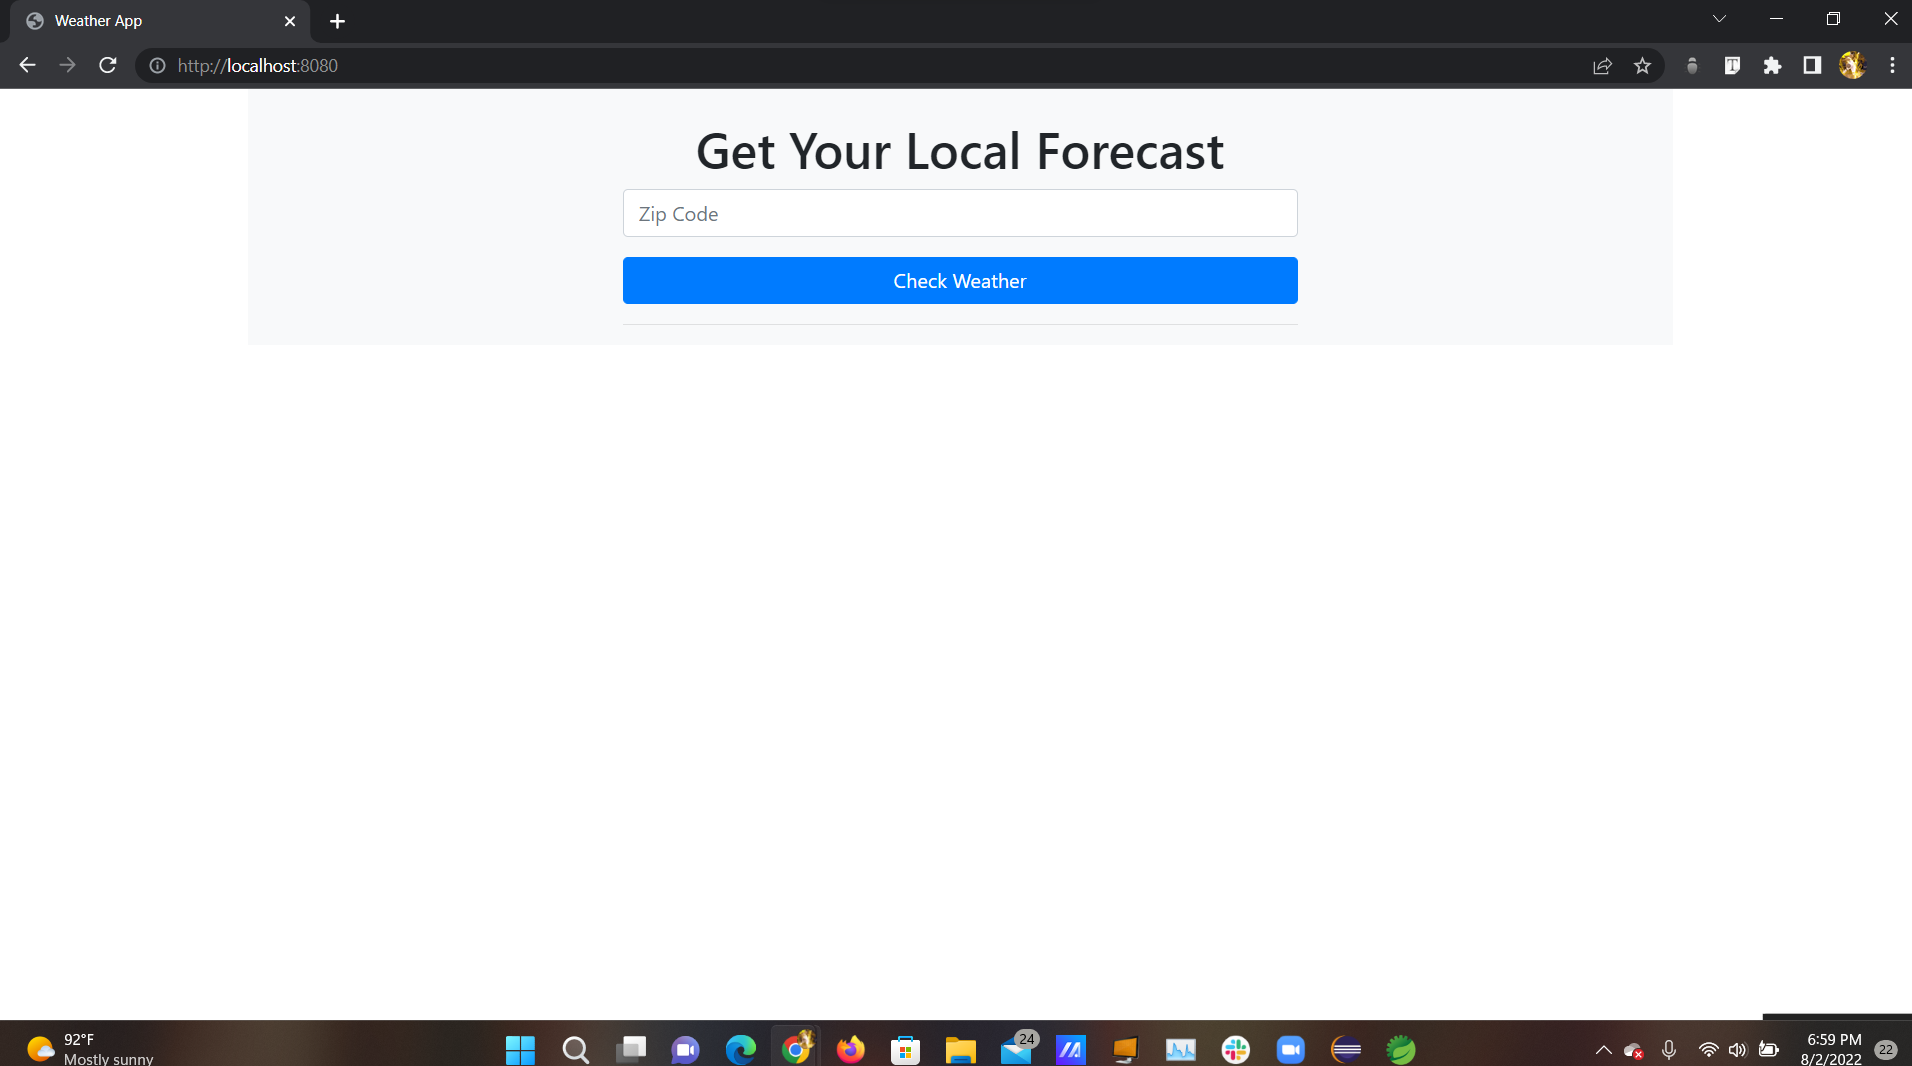 Weather App
http://localhost:8080
Get Your Local Forecast
Zip Code
Check Weather
92°F
Mostly sunny
24
6:59 PM
8/2/2022
22